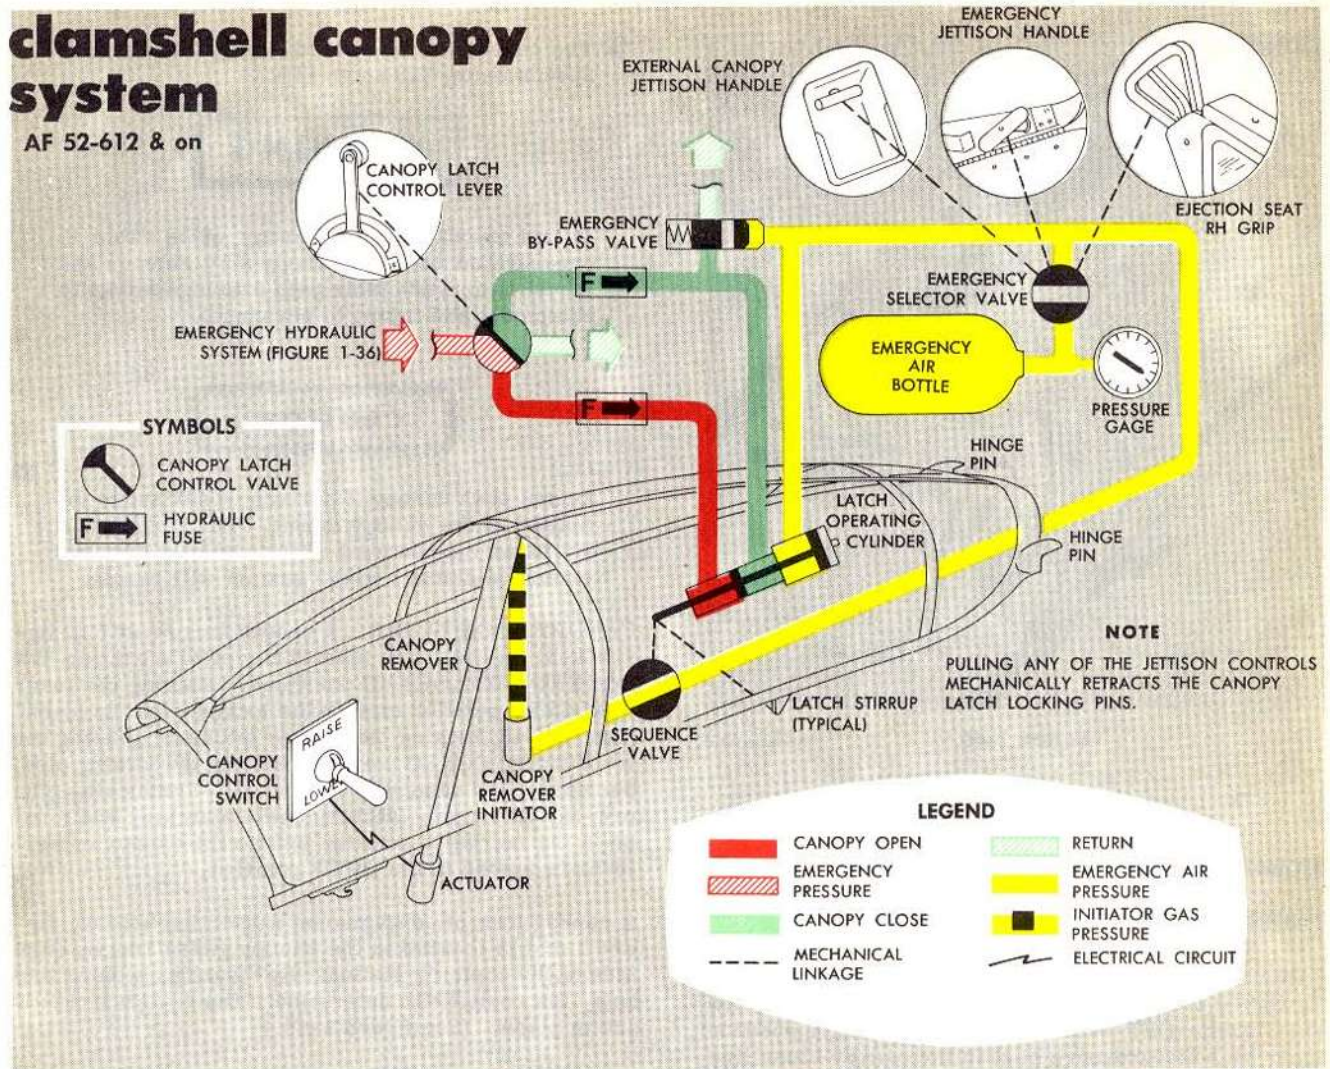 clamshell canopy
system
AF 52-612 & on
EMERGENCY
JETTISON HANDLE
EXTERNAL CANOPY
JETTISON HANDLE
CANOPY LATCH
CONTROL LEVER
EJECTION SEAT
RH GRIP
EMERGENCY
BY-PASS VALVE
EMERGENCY
SELECTOR VALVE
F
EMERGENCY HYDRAULIC
SYSTEM (FIGURE 1-36)
EMERGENCY
AIR
BOTTLE
PRESSURE
GAGE
F
SYMBOLS
CANOPY LATCH
CONTROL VALVE
F
HYDRAULIC
FUSE
HINGE
PIN
LATCH
OPERATING
CYLINDER
HINGE
PIN
CANOPY
REMOVER
NOTE
PULLING ANY OF THE JETTISON CONTROLS
MECHANICALLY RETRACTS THE CANOPY
LATCH LOCKING PINS.
LATCH STIRRUP
(TYPICAL)
SEQUENCE
VALVE
RAISE
LOWER
CANOPY
CONTROL
SWITCH
CANOPY
REMOVER
INITIATOR
ACTUATOR
LEGEND
CANOPY OPEN
EMERGENCY
PRESSURE
CANOPY CLOSE
MECHANICAL
LINKAGE
RETURN
EMERGENCY AIR
PRESSURE
INITIATOR GAS
PRESSURE
ELECTRICAL CIRCUIT